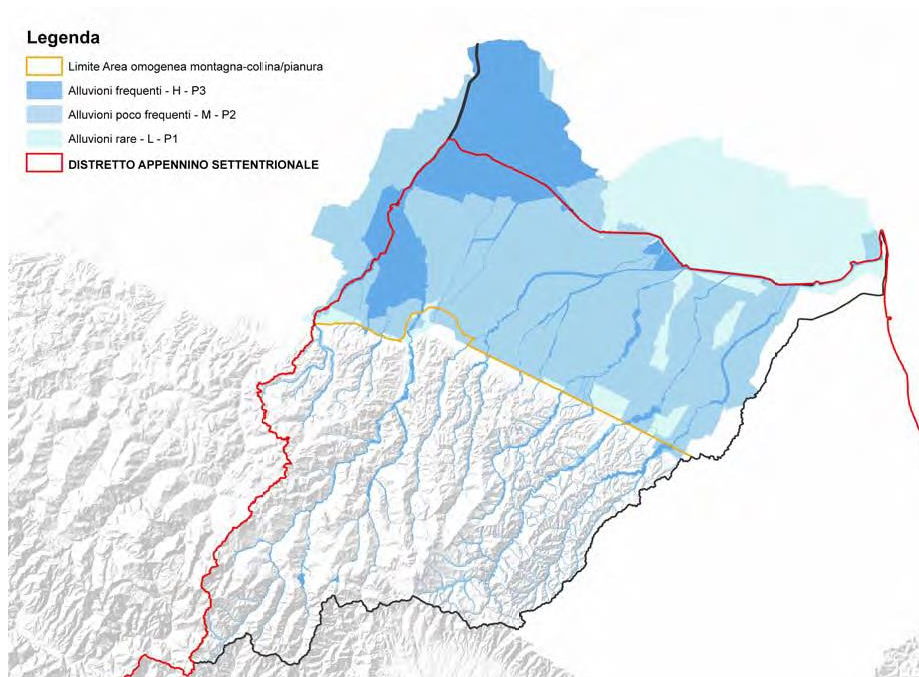 Legenda
Limite Area omogenea montagna-collina/pianura
Alluvioni frequenti - H - P3
Alluvioni poco frequenti - M - P2
Alluvioni rare - L - P1
DISTRETTO APPENNINO SETTENTRIONALE